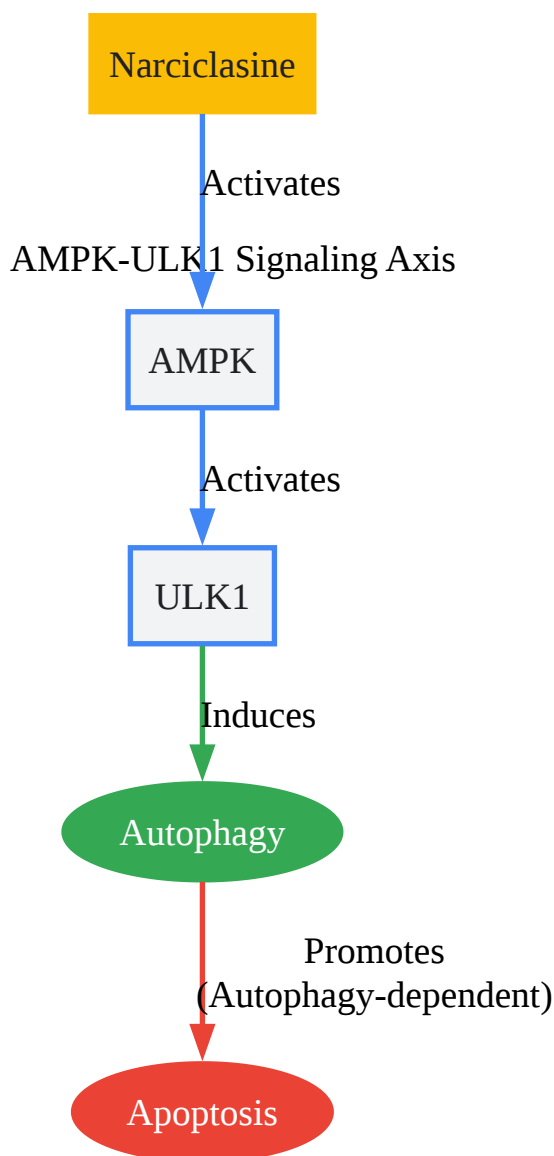 Narciclasine
Activates
AMPK-ULK1 Signaling Axis
AMPK
Activates
ULK1
Induces
Autophagy
Promotes
(Autophagy-dependent)
Apoptosis